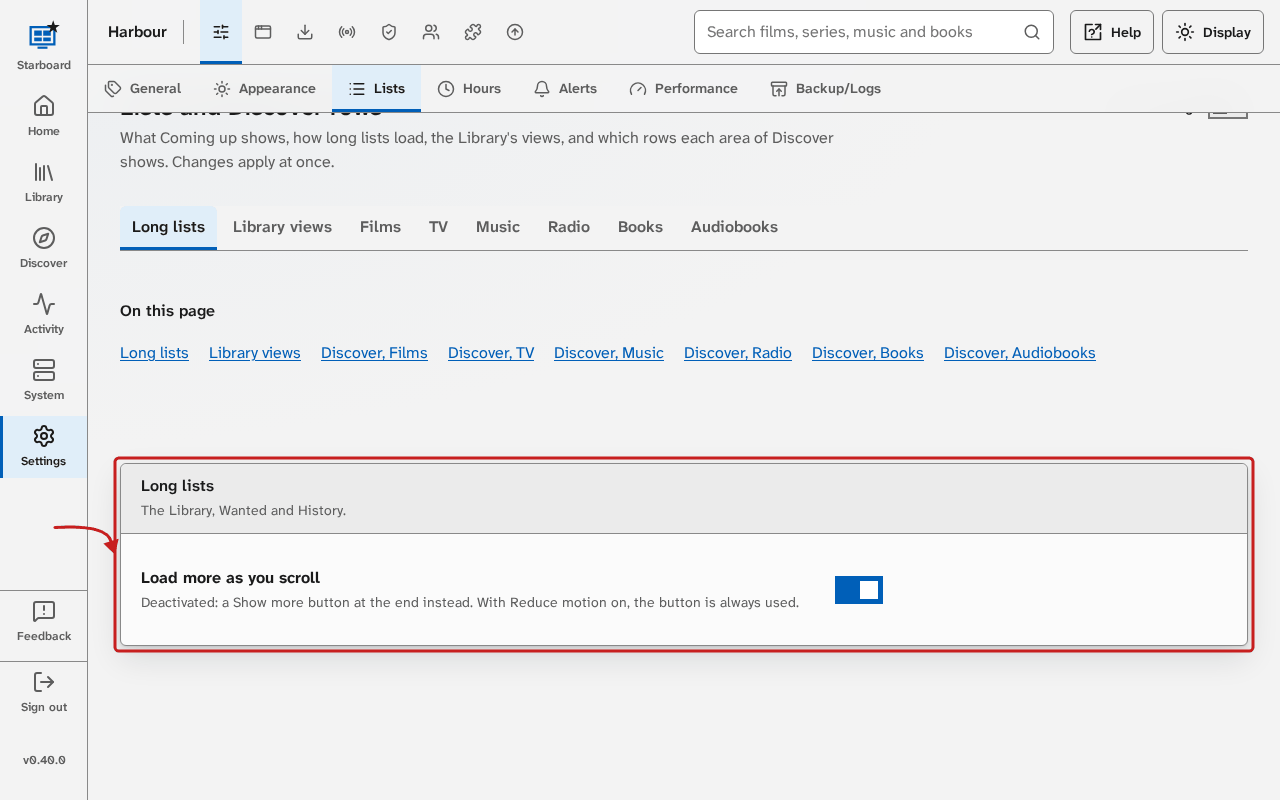 Starboard
Home
Library
Discover
Activity
System
Settings
Feedback
Sign out
v0.40.0
Harbour
Search films, series, music and books
Help
Display
General
Appearance
Lists
Hours
Alerts
Performance
Backup/Logs
Lists and Discover rows
What Coming up shows, how long lists load, the Library's views, and which rows each area of Discover
shows. Changes apply at once.
Long lists
Library views
Films
TV
Music
Radio
Books
Audiobooks
On this page
Long lists
Library views
Discover, Films
Discover, TV
Discover, Music
Discover, Radio
Discover, Books
Discover, Audiobooks
Long lists
The Library, Wanted and History.
Load more as you scroll
Deactivated: a Show more button at the end instead. With Reduce motion on, the button is always used.